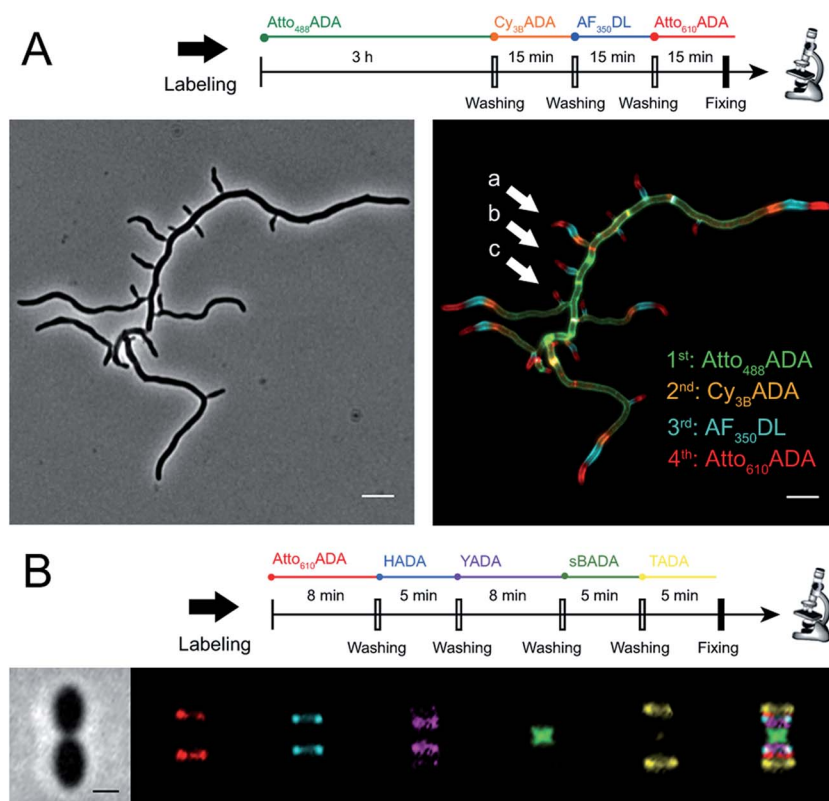 A
Atto488ADA Cy3BADA AF350DL Atto610ADA
3 h 15 min 15 min 15 min
Labeling
Washing Washing Washing Fixing
a
b
c
1st: Atto488ADA
2nd: Cy3BADA
3rd: AF350DL
4th: Atto610ADA
B
Atto610ADA HADA YADA sBADA TADA
8 min 5 min 8 min 5 min 5 min
Labeling
Washing Washing Washing Washing Fixing